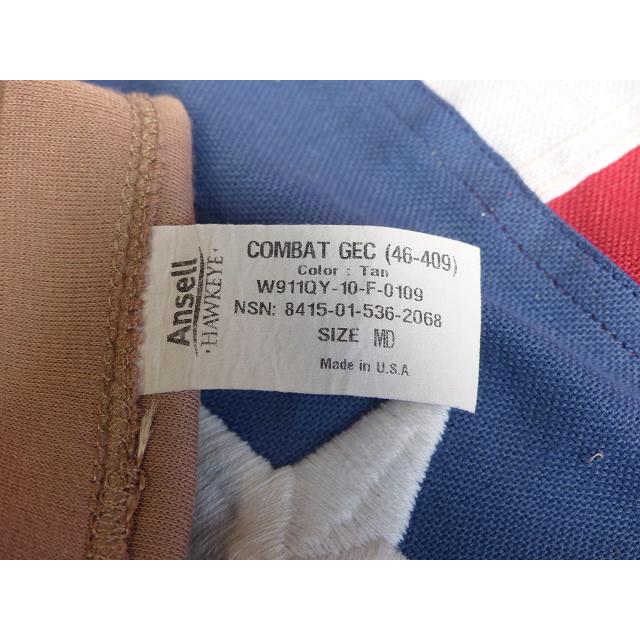 Ansell
'HAWKEYE'
COMBAT GEC (46-409)
Color : Tan
W911QY-10-F-0109
NSN: 8415-01-536-2068
SIZE MD
Made in U.S.A